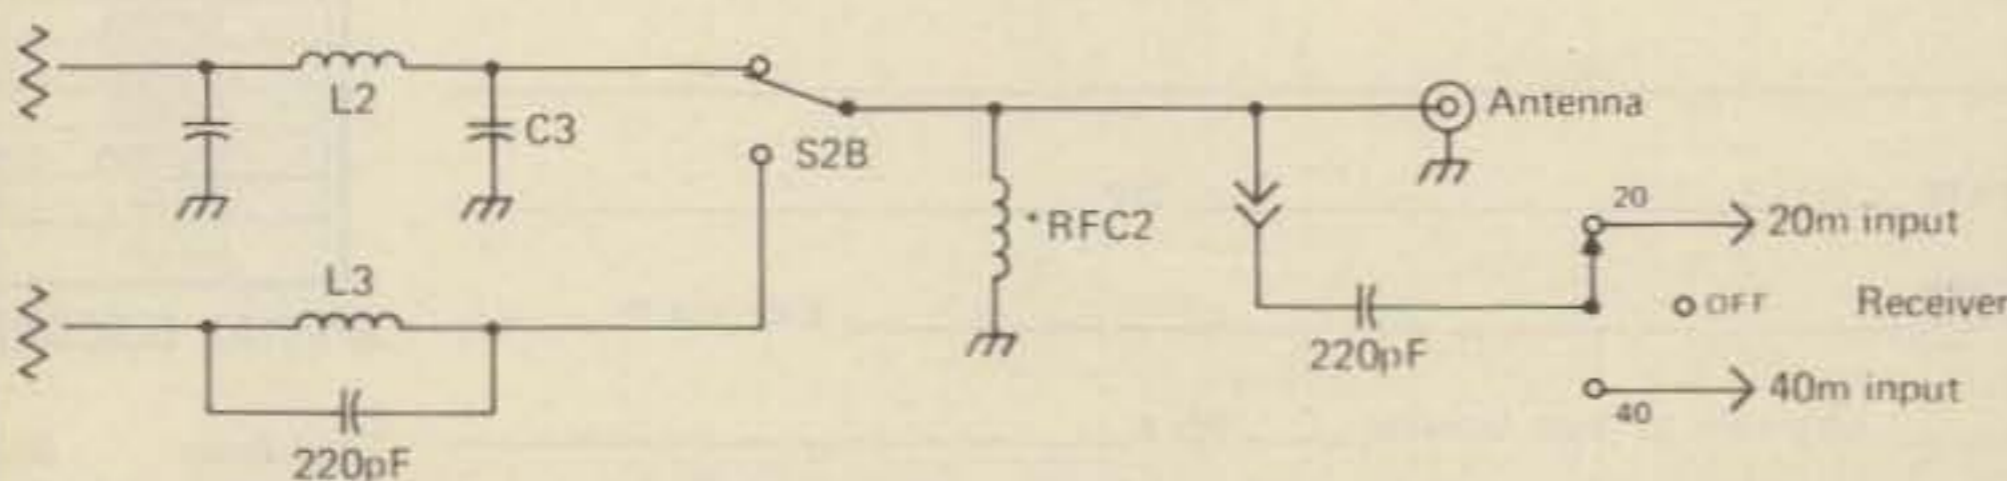 L2
C3
S2B
Antenna
*RFC2
20
20m input
L3
OFF
Receiver
220pF
40m input
40
220pF